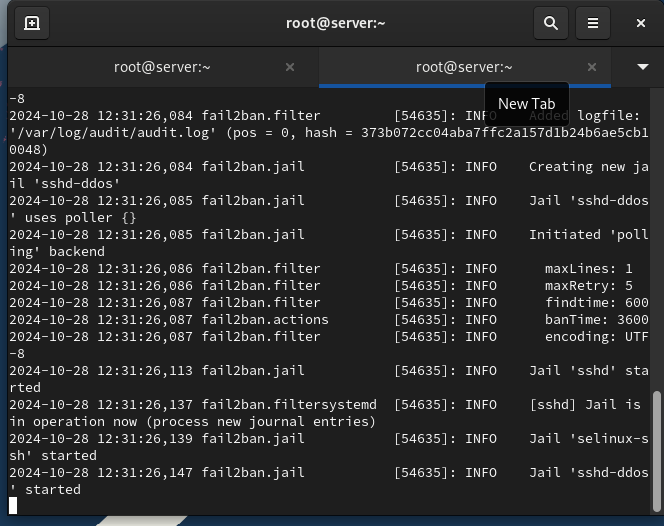 root@server:~
root@server:~
root@server:~
New Tab
-8
2024-10-28 12:31:26,084 fail2ban.filter         [54635]: INFO    Added logfile:
'/var/log/audit/audit.log' (pos = 0, hash = 373b072cc04aba7ffc2a157d1b24b6ae5cb1
0048)
2024-10-28 12:31:26,084 fail2ban.jail           [54635]: INFO    Creating new ja
il 'sshd-ddos'
2024-10-28 12:31:26,085 fail2ban.jail           [54635]: INFO    Jail 'sshd-ddos
' uses poller {}
2024-10-28 12:31:26,085 fail2ban.jail           [54635]: INFO    Initiated 'poll
ing' backend
2024-10-28 12:31:26,086 fail2ban.filter         [54635]: INFO      maxLines: 1
2024-10-28 12:31:26,086 fail2ban.filter         [54635]: INFO      maxRetry: 5
2024-10-28 12:31:26,087 fail2ban.filter         [54635]: INFO      findtime: 600
2024-10-28 12:31:26,087 fail2ban.actions        [54635]: INFO      banTime: 3600
2024-10-28 12:31:26,087 fail2ban.filter         [54635]: INFO      encoding: UTF
-8
2024-10-28 12:31:26,113 fail2ban.jail           [54635]: INFO    Jail 'sshd' sta
rted
2024-10-28 12:31:26,137 fail2ban.filtersystemd  [54635]: INFO    [sshd] Jail is
in operation now (process new journal entries)
2024-10-28 12:31:26,139 fail2ban.jail           [54635]: INFO    Jail 'selinux-s
sh' started
2024-10-28 12:31:26,147 fail2ban.jail           [54635]: INFO    Jail 'sshd-ddos
' started